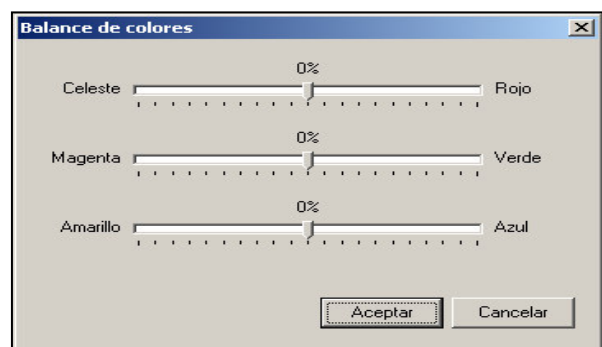 Balance de colores
0%
Celeste Rojo
0%
Magenta Verde
0%
Amarillo Azul
Aceptar Cancelar